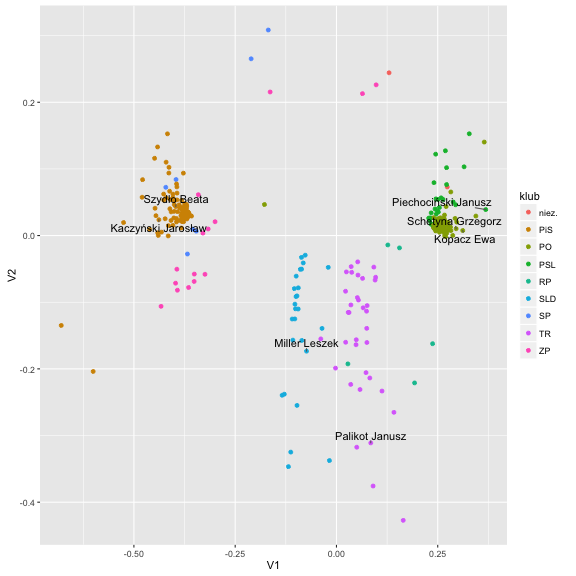 0.2
0.0
-0.2
-0.4
V2
-0.50
-0.25
0.00
0.25
V1
Szydło Beata
Kaczyński Jarosław
Piechociński Janusz
Schetyna Grzegorz
Kopacz Ewa
Miller Leszek
Palikot Janusz
klub
niez.
PiS
PO
PSL
RP
SLD
SP
TR
ZP